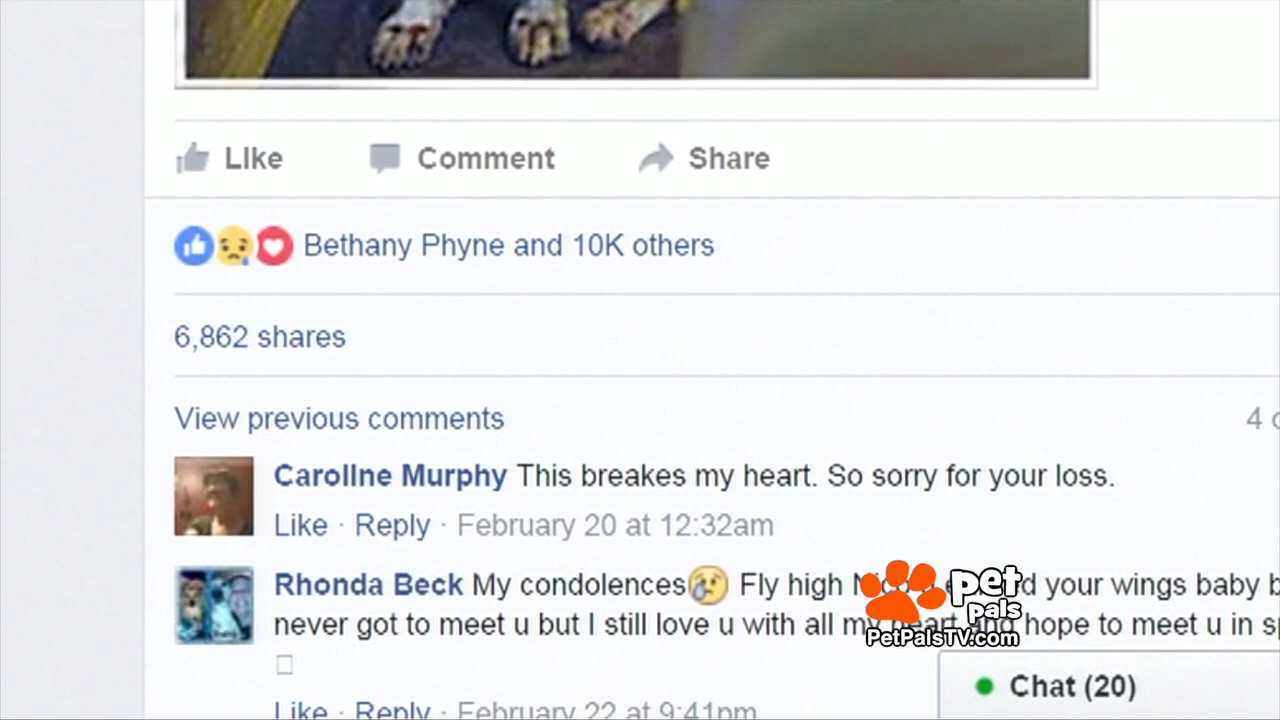 Like Comment Share
Bethany Phyne and 10K others
6,862 shares
View previous comments 4
Caroline Murphy This breakes my heart. So sorry for your loss.
Like · Reply · February 20 at 12:32am
Rhonda Beck My condolences😢 Fly high your wings baby
never got to meet u but I still love u with all my heart and hope to meet u in
Like · Reply · February 22 at 9:41pm
pet
pals
PetPalsTV.com
Chat (20)